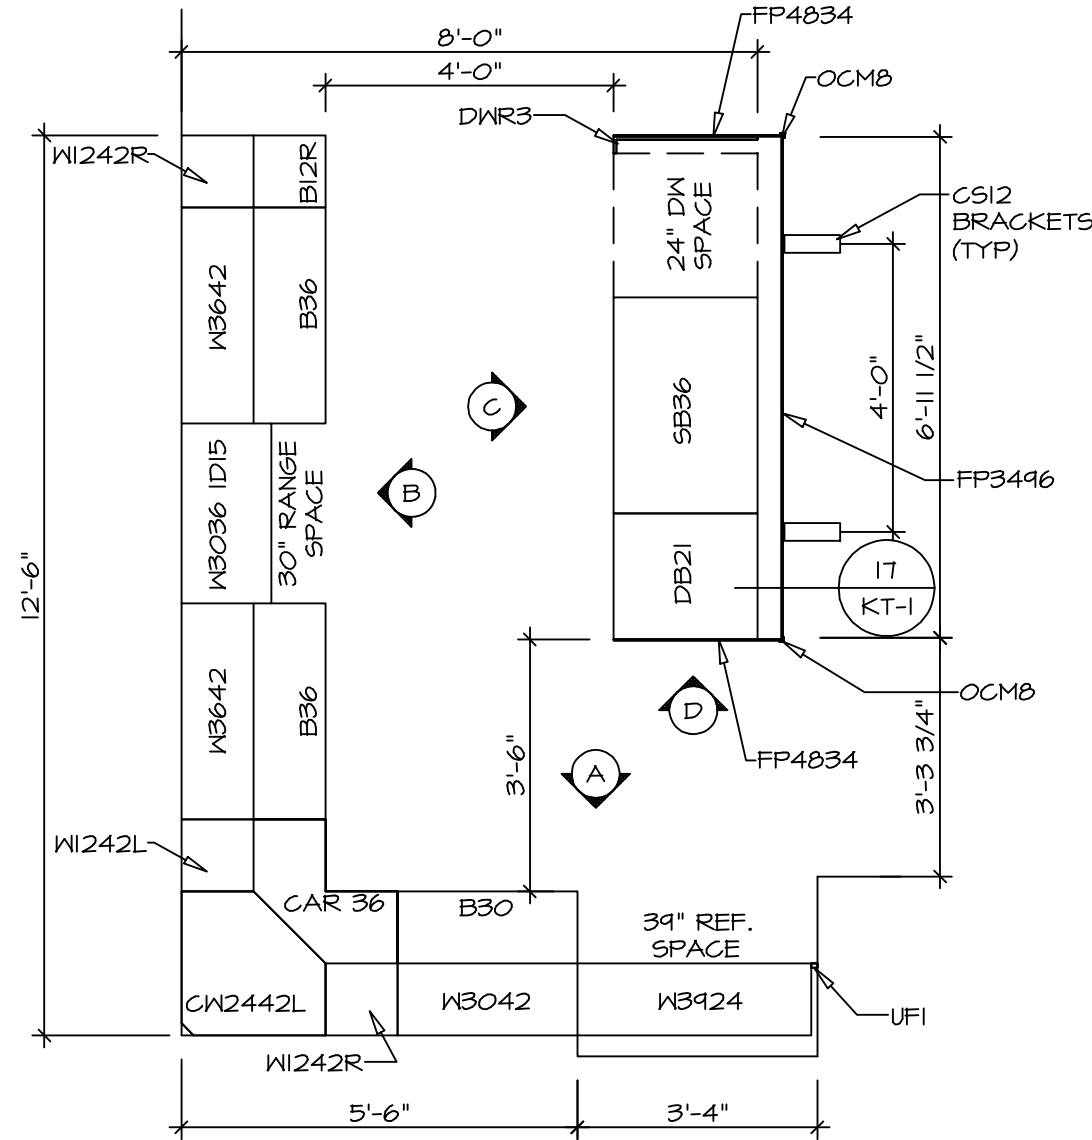 FP4834
8'-0"
4'-0"
OCM8
DWR3
W1242R
B12R
24" DW
SPACE
CS12
BRACKETS
(TYP)
W3642
B36
4'-0"
6'-11 1/2"
SB36
C
B
W3036 1D15
30" RANGE
SPACE
FP3496
12'-6"
DB21
17
KT-1
W3642
B36
OCM8
D
FP4834
3'-6"
A
3'-3 3/4"
W1242L
CAR 36
B30
39" REF.
SPACE
CW2442L
W3042
W3924
UF1
W1242R
5'-6"
3'-4"